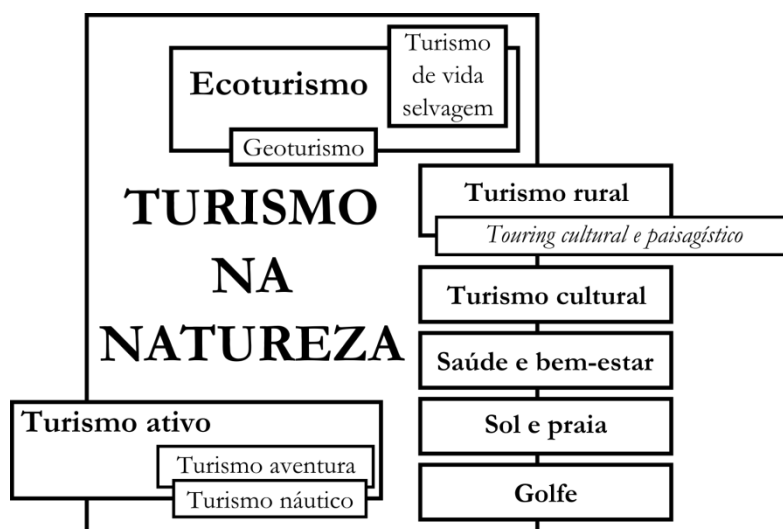 Turismo
de vida
selvagem
Ecoturismo
Geoturismo
TURISMO
NA
NATUREZA
Turismo rural
Touring cultural e paisagístico
Turismo cultural
Saúde e bem-estar
Sol e praia
Golfe
Turismo ativo
Turismo aventura
Turismo náutico